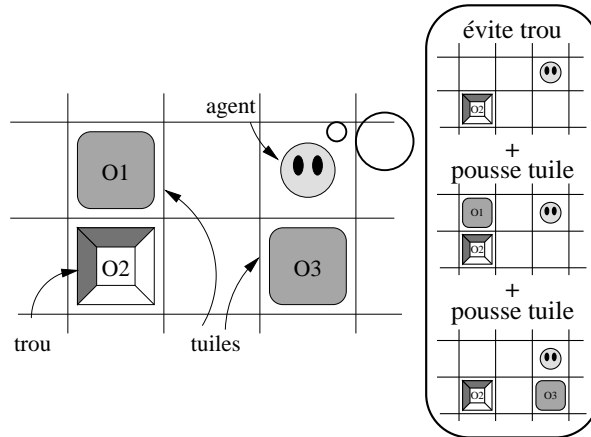 agent
O1
O2
O3
trou
tuiles
évite trou
O2
+
pousse tuile
O1
O2
+
pousse tuile
O2
O3